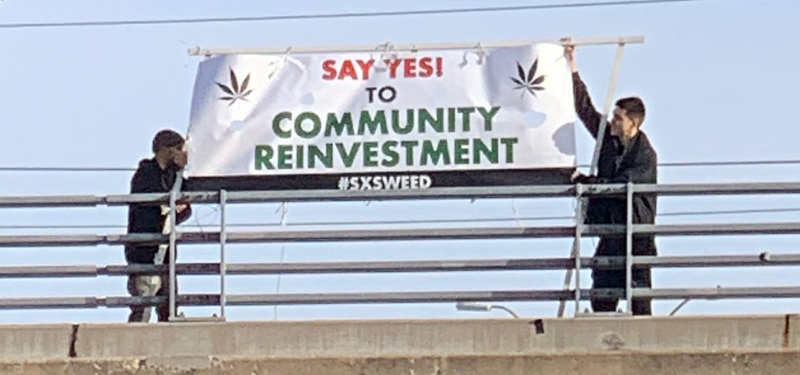 SAY YES!
TO
COMMUNITY
REINVESTMENT
#SXSWEED